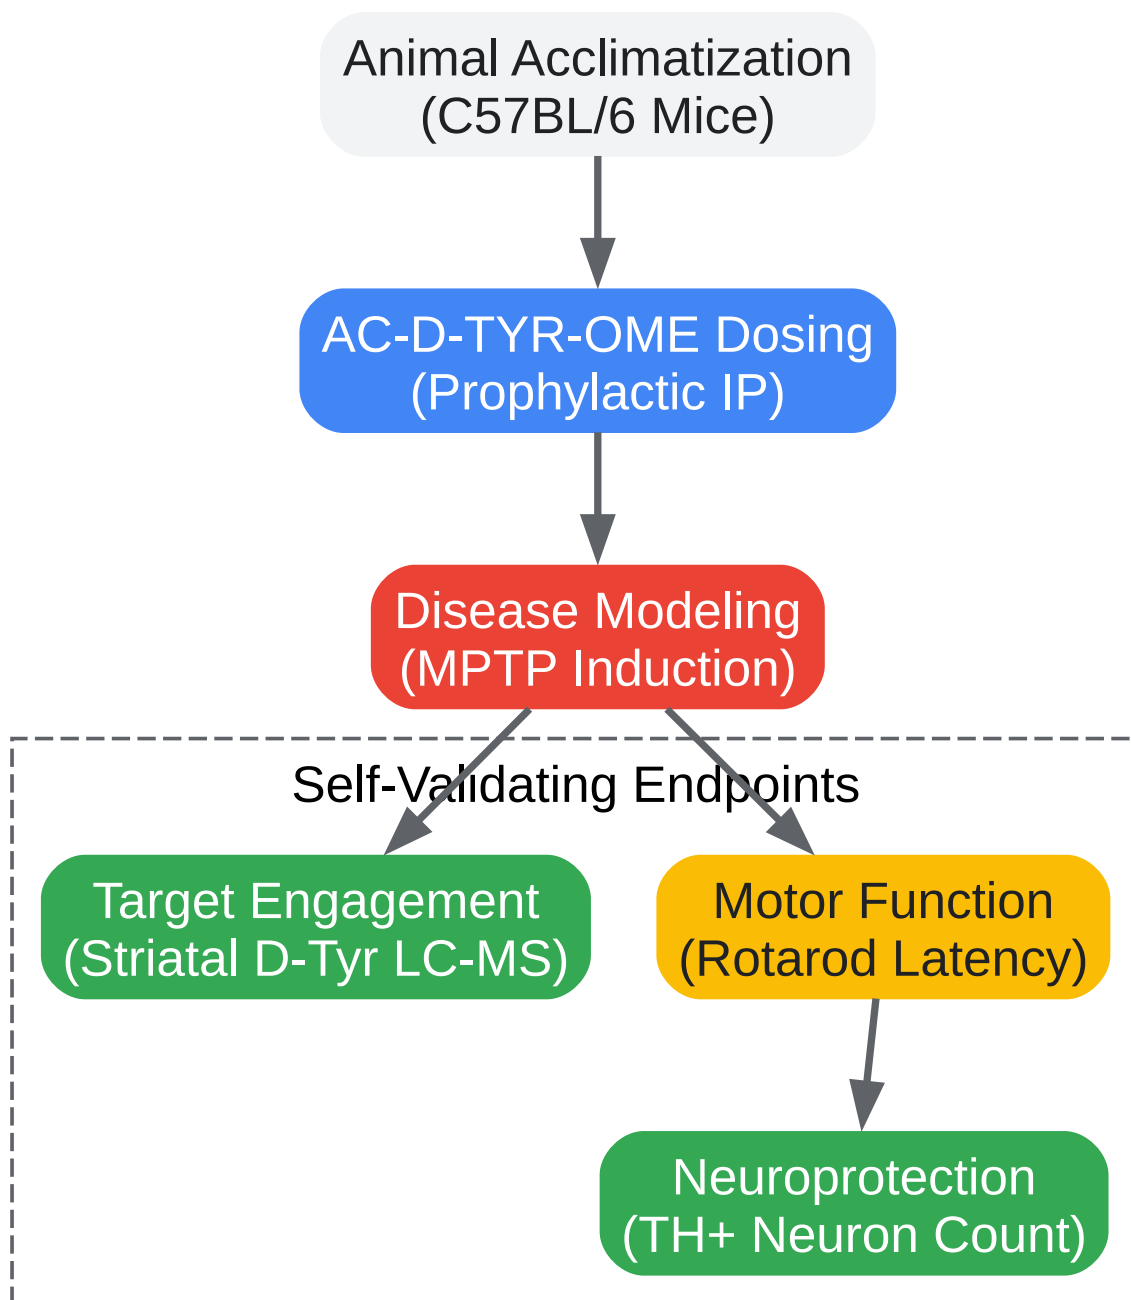 Animal Acclimatization
(C57BL/6 Mice)
AC-D-TYR-OME Dosing
(Prophylactic IP)
Disease Modeling
(MPTP Induction)
Self-Validating Endpoints
Target Engagement
(Striatal D-Tyr LC-MS)
Motor Function
(Rotarod Latency)
Neuroprotection
(TH+ Neuron Count)